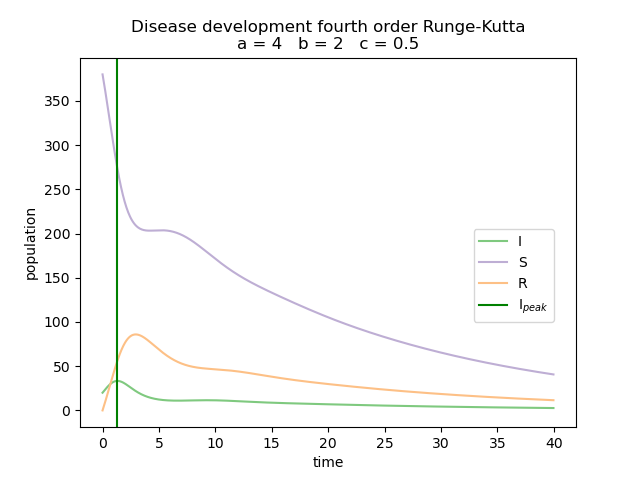 Disease development fourth order Runge-Kutta
a = 4 b = 2 c = 0.5
population
350
300
250
200
150
100
50
0
I
S
R
I_peak
0 5 10 15 20 25 30 35 40
time